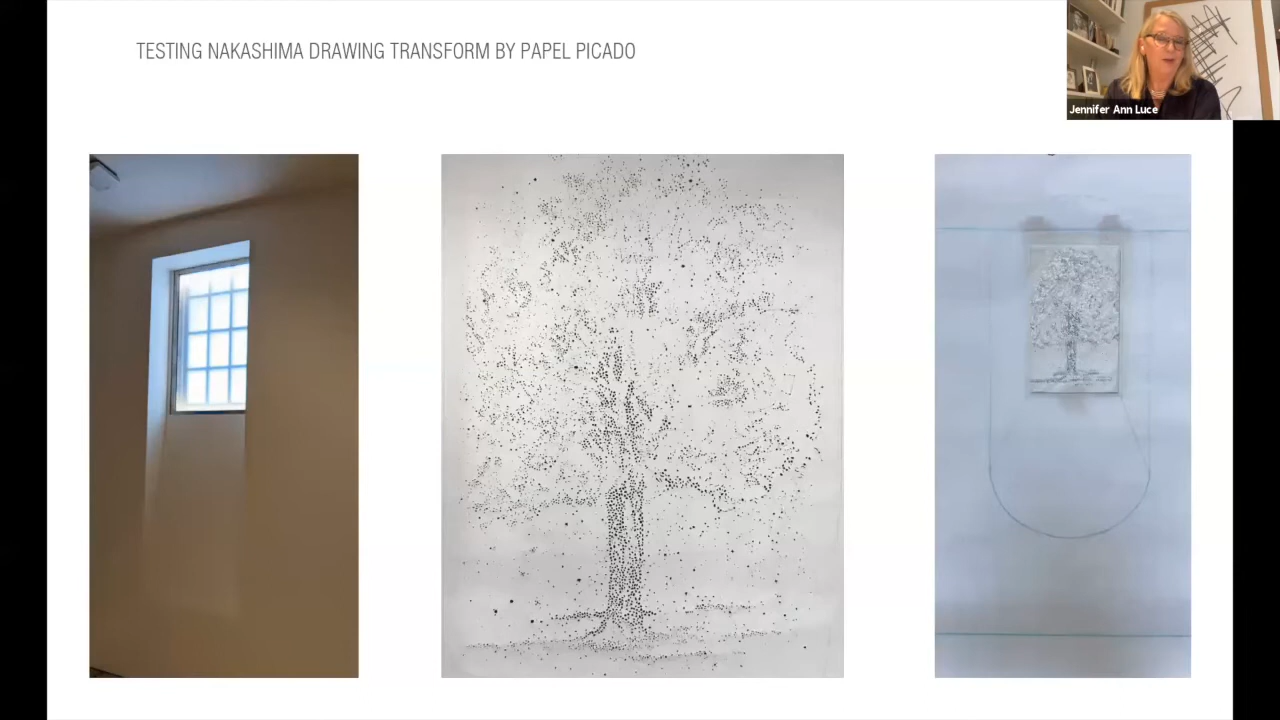 TESTING NAKASHIMA DRAWING TRANSFORM BY PAPEL PICADO
Jennifer Ann Luce